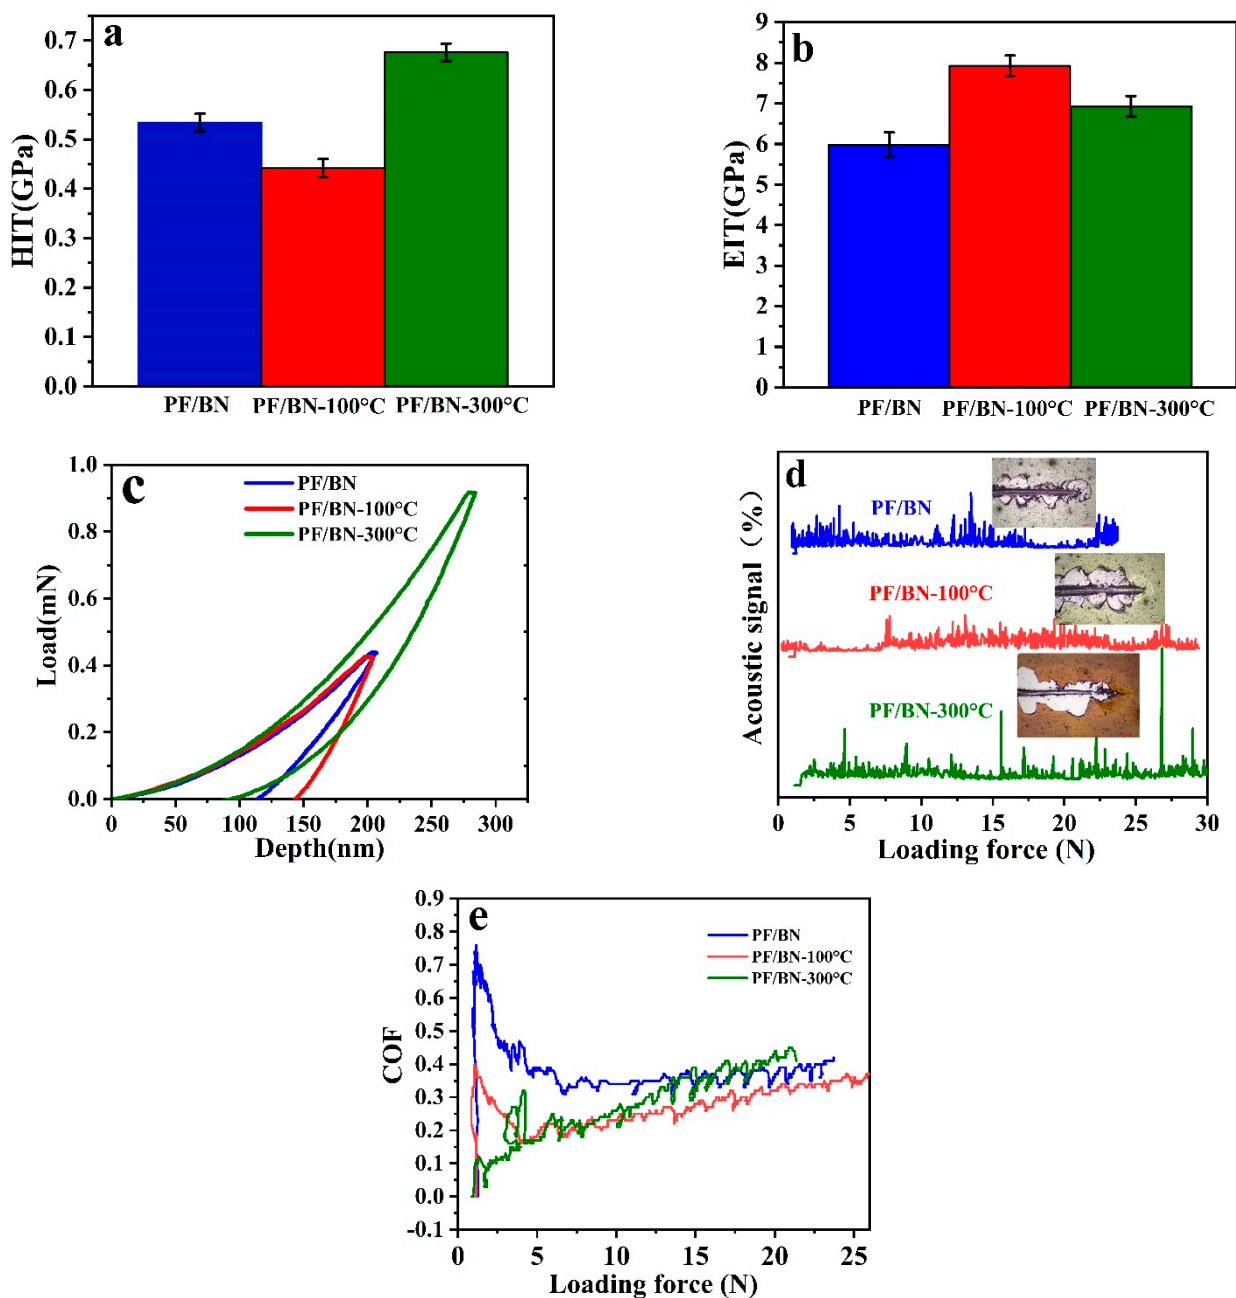 a
HIT(GPa)
0.7
0.6
0.5
0.4
0.3
0.2
0.1
0.0
PF/BN PF/BN-100°C PF/BN-300°C
b
EIT(GPa)
9
8
7
6
5
4
3
2
1
0
PF/BN PF/BN-100°C PF/BN-300°C
c
Load(mN)
1.0
0.8
0.6
0.4
0.2
0.0
PF/BN
PF/BN-100°C
PF/BN-300°C
0 50 100 150 200 250 300
Depth(nm)
d
Acoustic signal (%)
PF/BN
PF/BN-100°C
PF/BN-300°C
0 5 10 15 20 25 30
Loading force (N)
e
COF
0.9
0.8
0.7
0.6
0.5
0.4
0.3
0.2
0.1
0.0
-0.1
PF/BN
PF/BN-100°C
PF/BN-300°C
0 5 10 15 20 25
Loading force (N)